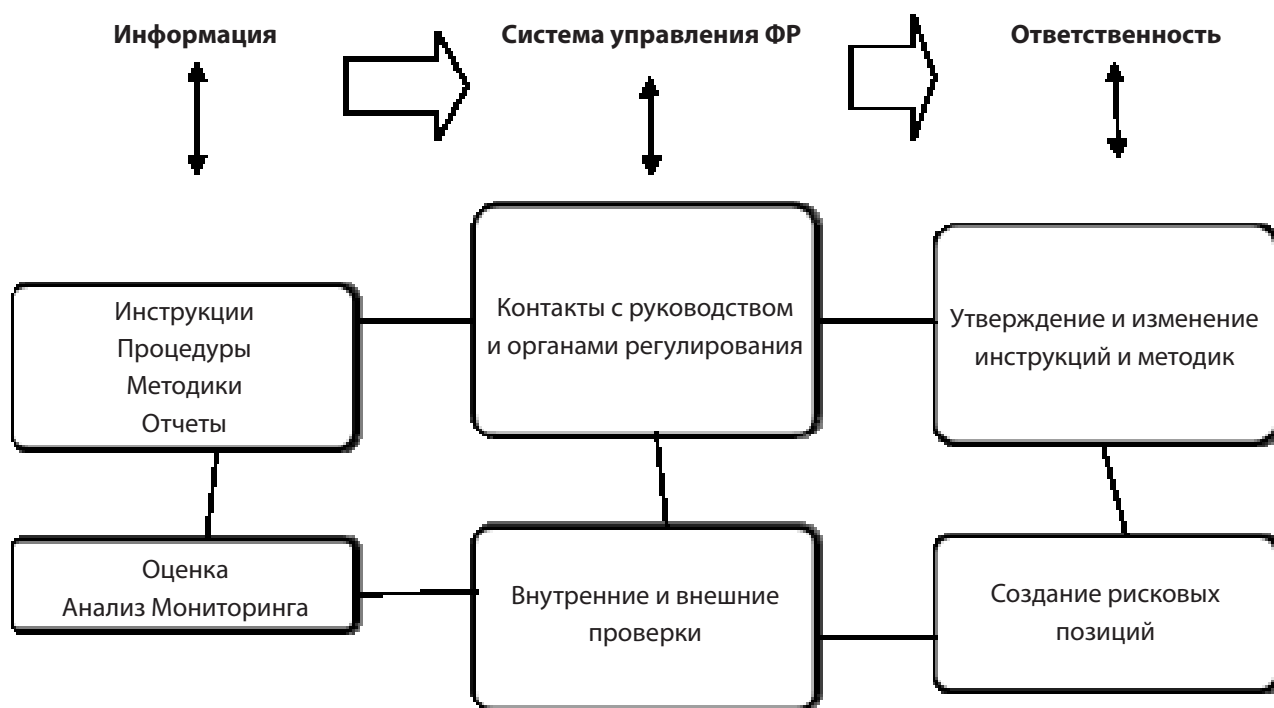 Информация
Система управления ФР
Ответственность
Инструкции
Процедуры
Методики
Отчеты
Контакты с руководством
и органами регулирования
Утверждение и изменение
инструкций и методик
Оценка
Анализ Мониторинга
Внутренние и внешние
проверки
Создание рисковых
позиций